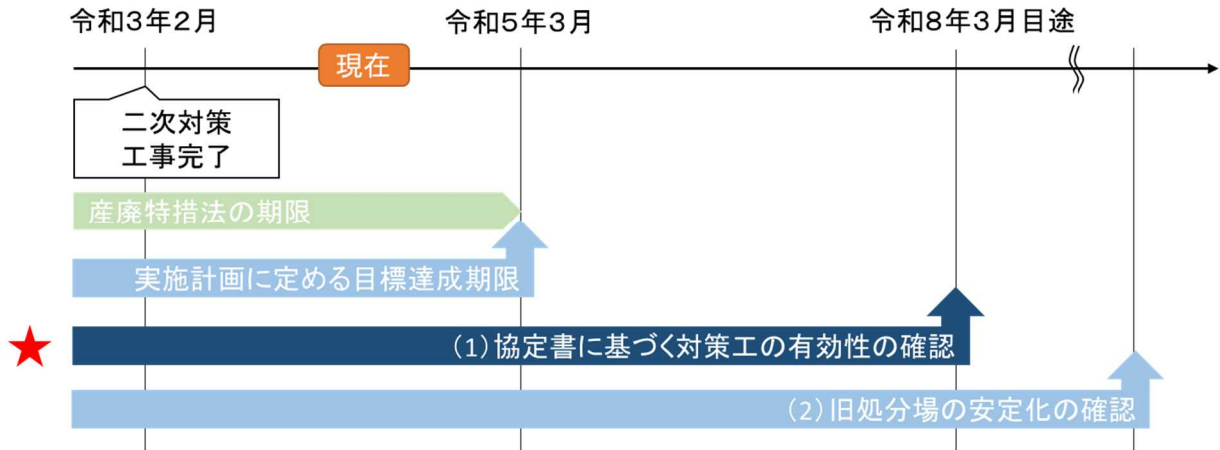 令和3年2月
令和5年3月
令和8年3月目途
現在
二次対策
工事完了
産廃特措法の期限
実施計画に定める目標達成期限
(1)協定書に基づく対策工の有効性の確認
(2)旧処分場の安定化の確認